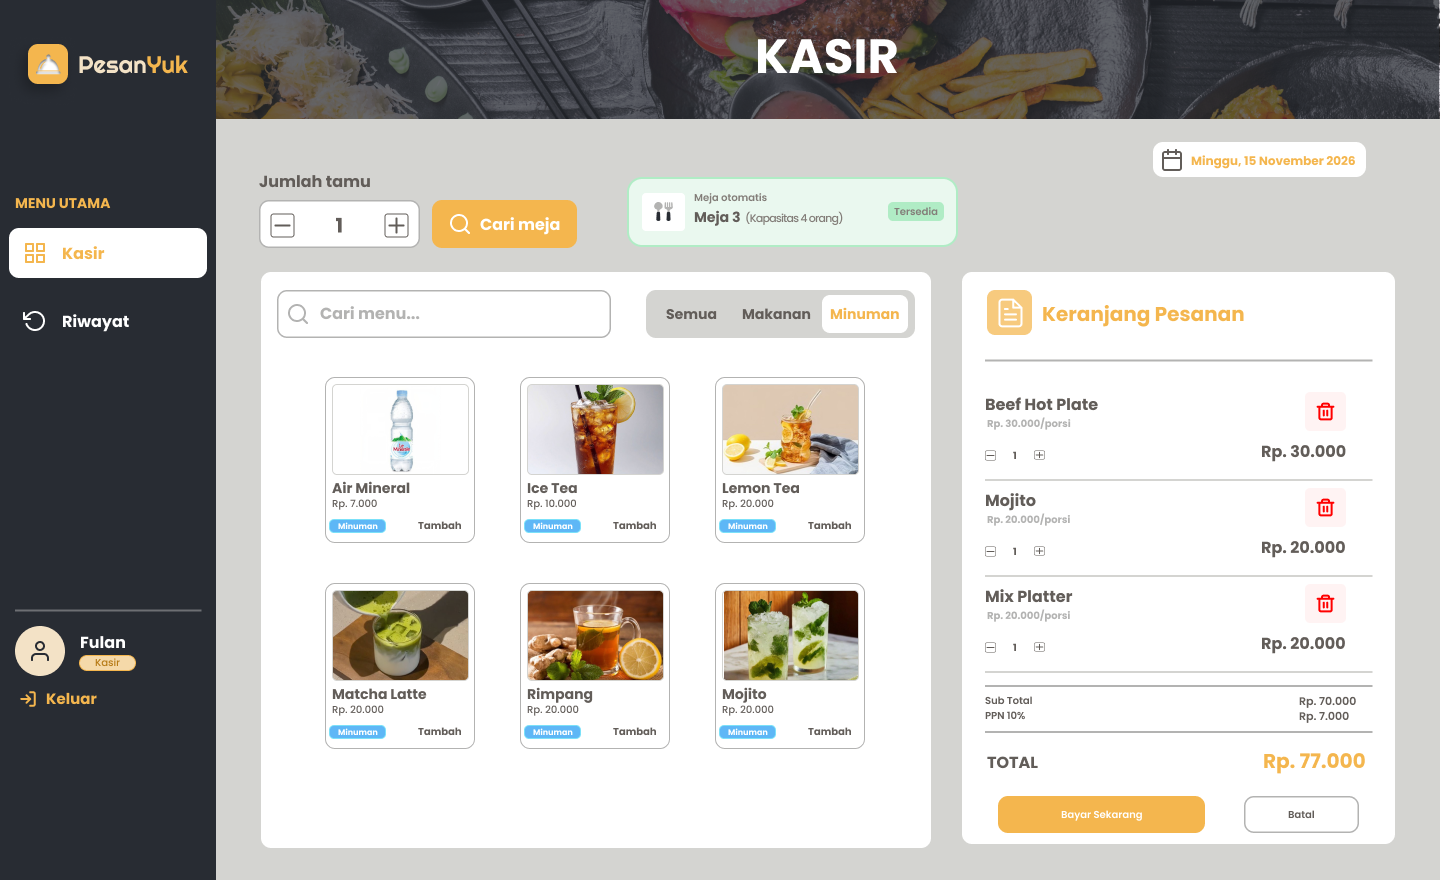 PesanYuk
KASIR
MENU UTAMA
Kasir
Riwayat
Fulan
Kasir
Keluar
Minggu, 15 November 2026
Jumlah tamu
1
Cari meja
Meja otomatis
Meja 3 (Kapasitas 4 orang)
Tersedia
Cari menu...
Semua Makanan Minuman
Air Mineral
Rp. 7.000
Minuman Tambah
Ice Tea
Rp. 10.000
Minuman Tambah
Lemon Tea
Rp. 20.000
Minuman Tambah
Matcha Latte
Rp. 20.000
Minuman Tambah
Rimpang
Rp. 20.000
Minuman Tambah
Mojito
Rp. 20.000
Minuman Tambah
Keranjang Pesanan
Beef Hot Plate
Rp. 30.000/porsi
1 Rp. 30.000
Mojito
Rp. 20.000/porsi
1 Rp. 20.000
Mix Platter
Rp. 20.000/porsi
1 Rp. 20.000
Sub Total Rp. 70.000
PPN 10% Rp. 7.000
TOTAL Rp. 77.000
Bayar Sekarang Batal